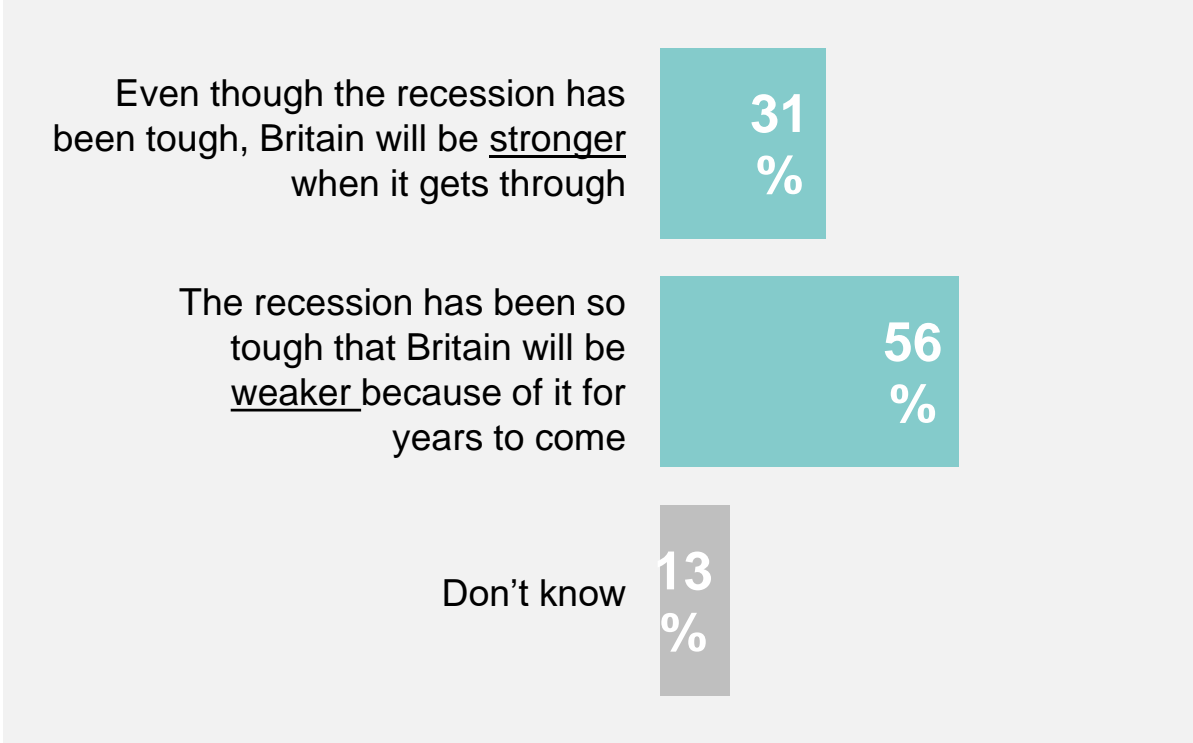 Even though the recession has
been tough, Britain will be stronger
when it gets through
31
%
The recession has been so
tough that Britain will be
weaker because of it for
years to come
56
%
Don’t know
13
%